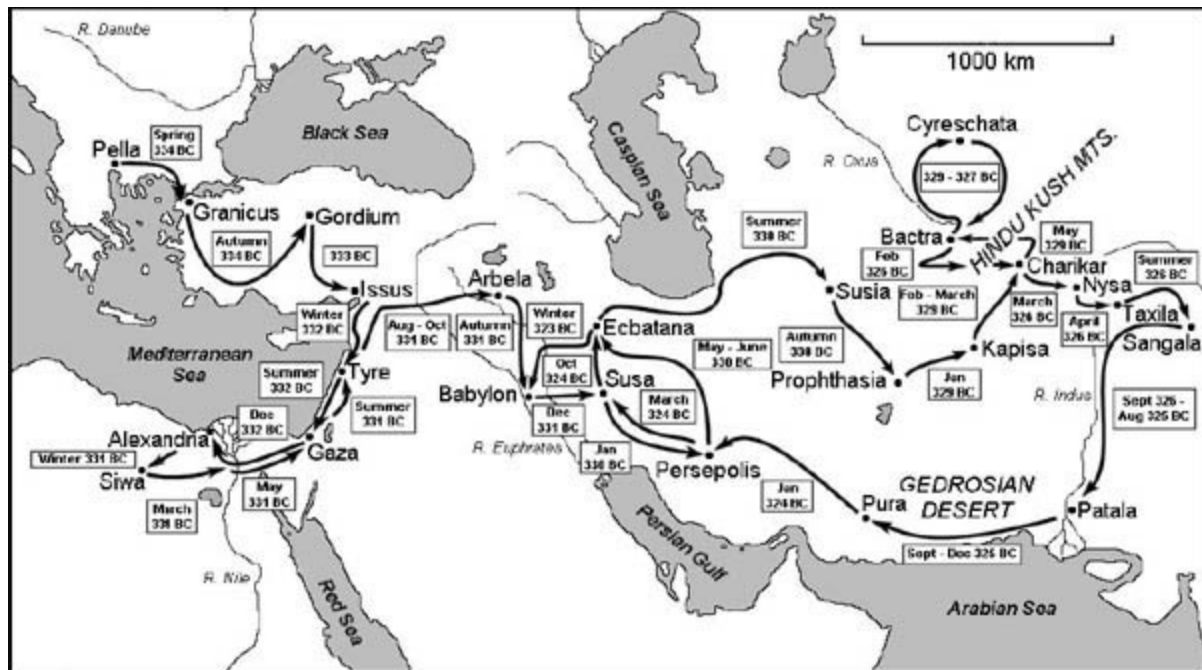 R. Danube
1000 km
Black Sea
Caspian Sea
Cyreschata
Spring
334 BC
Pella
R. Oxus
329 - 327 BC
HINDU KUSH MTS.
Granicus
Gordium
Summer
330 BC
Bactra
May
329 BC
Autumn
334 BC
333 BC
Feb
326 BC
Charikar
Summer
326 BC
Arbela
Issus
Susia
Feb - March
329 BC
Nysa
Winter
332 BC
Aug - Oct
331 BC
Autumn
331 BC
Winter
323 BC
Ecbatana
March
326 BC
Taxila
April
326 BC
Sangala
Mediterranean
Sea
May - June
330 BC
Autumn
330 BC
Kapisa
Summer
332 BC
Tyre
Oct
324 BC
Susa
Prophthasia
Jan
329 BC
Babylon
March
324 BC
R. Indus
Sept 326 -
Aug 325 BC
Dec
332 BC
Summer
331 BC
Dec
331 BC
Alexandria
Gaza
R. Euphrates
Jan
330 BC
Persepolis
Winter 331 BC
Siwa
May
331 BC
March
331 BC
Jan
324 BC
Pura
GEDROSIAN
DESERT
Patala
Persian Gulf
Sept - Dec 325 BC
R. Nile
Red Sea
Arabian Sea